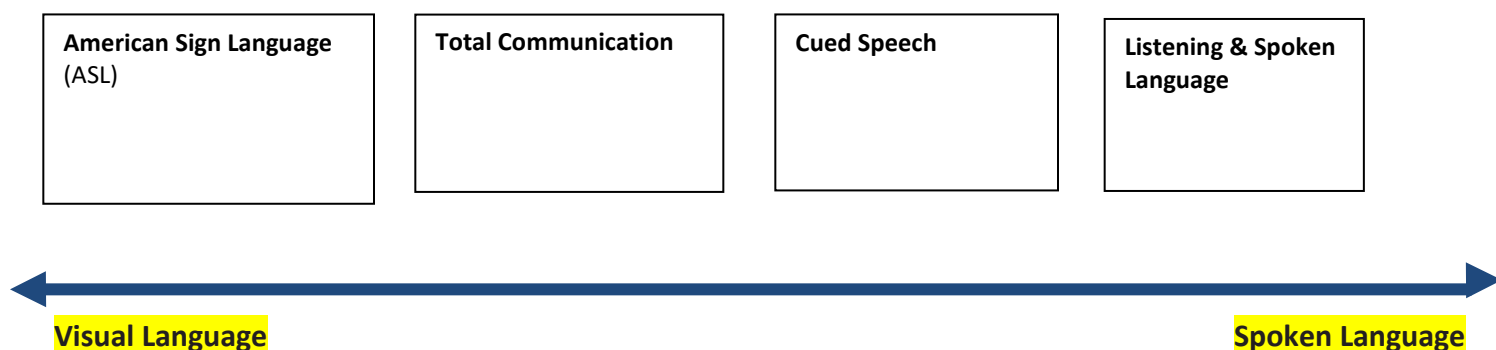 American Sign Language
(ASL)
Total Communication
Cued Speech
Listening & Spoken
Language
Visual Language
Spoken Language